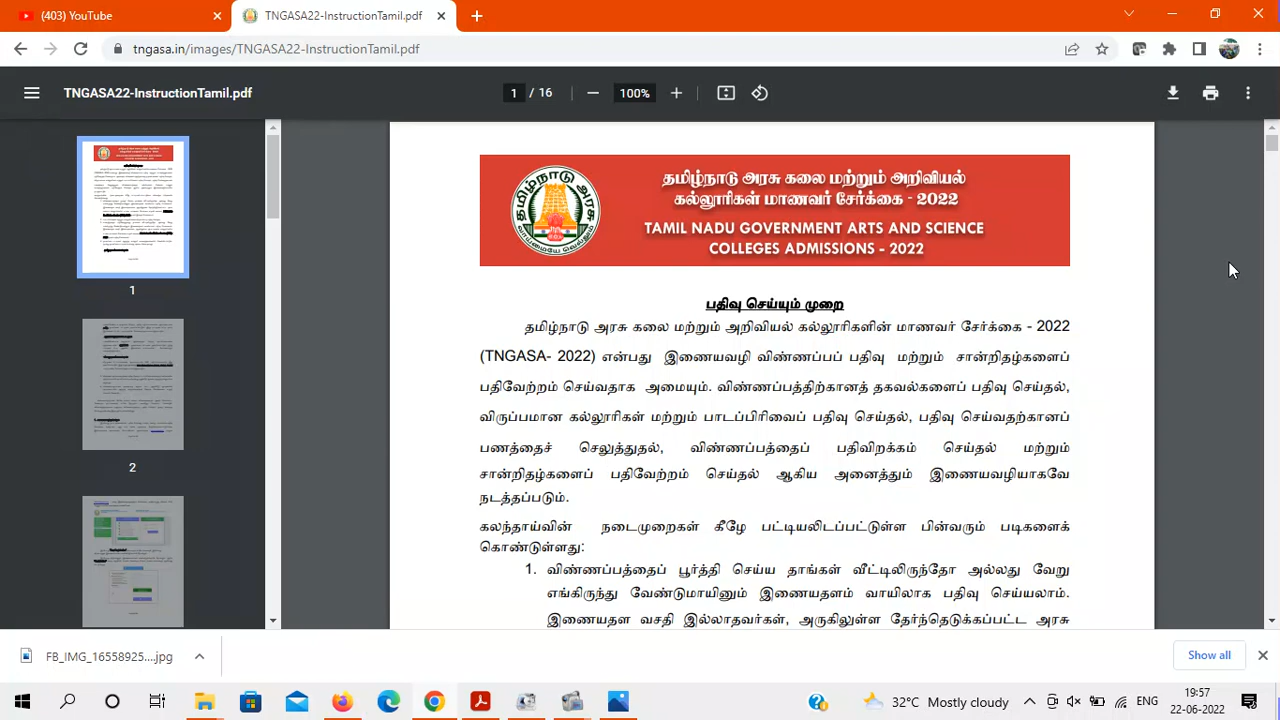 (403) YouTube
TNGASA22-InstructionTamil.pdf
tngasa.in/images/TNGASA22-InstructionTamil.pdf
TNGASA22-InstructionTamil.pdf
1 / 16
100%
தமிழ்நாடு அரசு கலை மற்றும் அறிவியல்
கல்லூரிகள் மாணவர் சேர்க்கை - 2022
TAMIL NADU GOVERNMENT ARTS AND SCIENCE
COLLEGES ADMISSIONS - 2022
பதிவு செய்யும் முறை
தமிழ்நாடு அரசு கலை மற்றும் அறிவியல் கல்லூரிகளின் மாணவர் சேர்க்கை - 2022
(TNGASA- 2022) என்பது இணையவழி விண்ணப்ப பதிவு மற்றும் சான்றிதழ்களைப்
பதிவேற்றம் செய்வதாக அமையும். விண்ணப்பத்திற்கானத் தகவல்களைப் பதிவு செய்தல்,
விருப்பமான கல்லூரிகள் மற்றும் பாடப்பிரிவைப் பதிவு செய்தல், பதிவு செய்வதற்கானப்
பணத்தைச் செலுத்துதல், விண்ணப்பத்தைப் பதிவிறக்கம் செய்தல் மற்றும்
சான்றிதழ்களைப் பதிவேற்றம் செய்தல் ஆகிய அனைத்தும் இணையவழியாகவே
நடத்தப்படும்.
கலந்தாய்வின் நடைமுறைகள் கீழே பட்டியலிடப்பட்டுள்ள பின்வரும் படிகளைக்
கொண்டுள்ளது:
1. விண்ணப்பத்தைப் பூர்த்தி செய்ய தாங்கள் வீட்டிலிருந்தோ அல்லது வேறு
எங்கிருந்து வேண்டுமாயினும் இணையதளம் வாயிலாக பதிவு செய்யலாம்.
இணையதள வசதி இல்லாதவர்கள், அருகிலுள்ள தேர்ந்தெடுக்கப்பட்ட அரசு
1
2
FB_IMG_16558925....jpg
Show all
32°C Mostly cloudy
ENG
19:57
22-06-2022